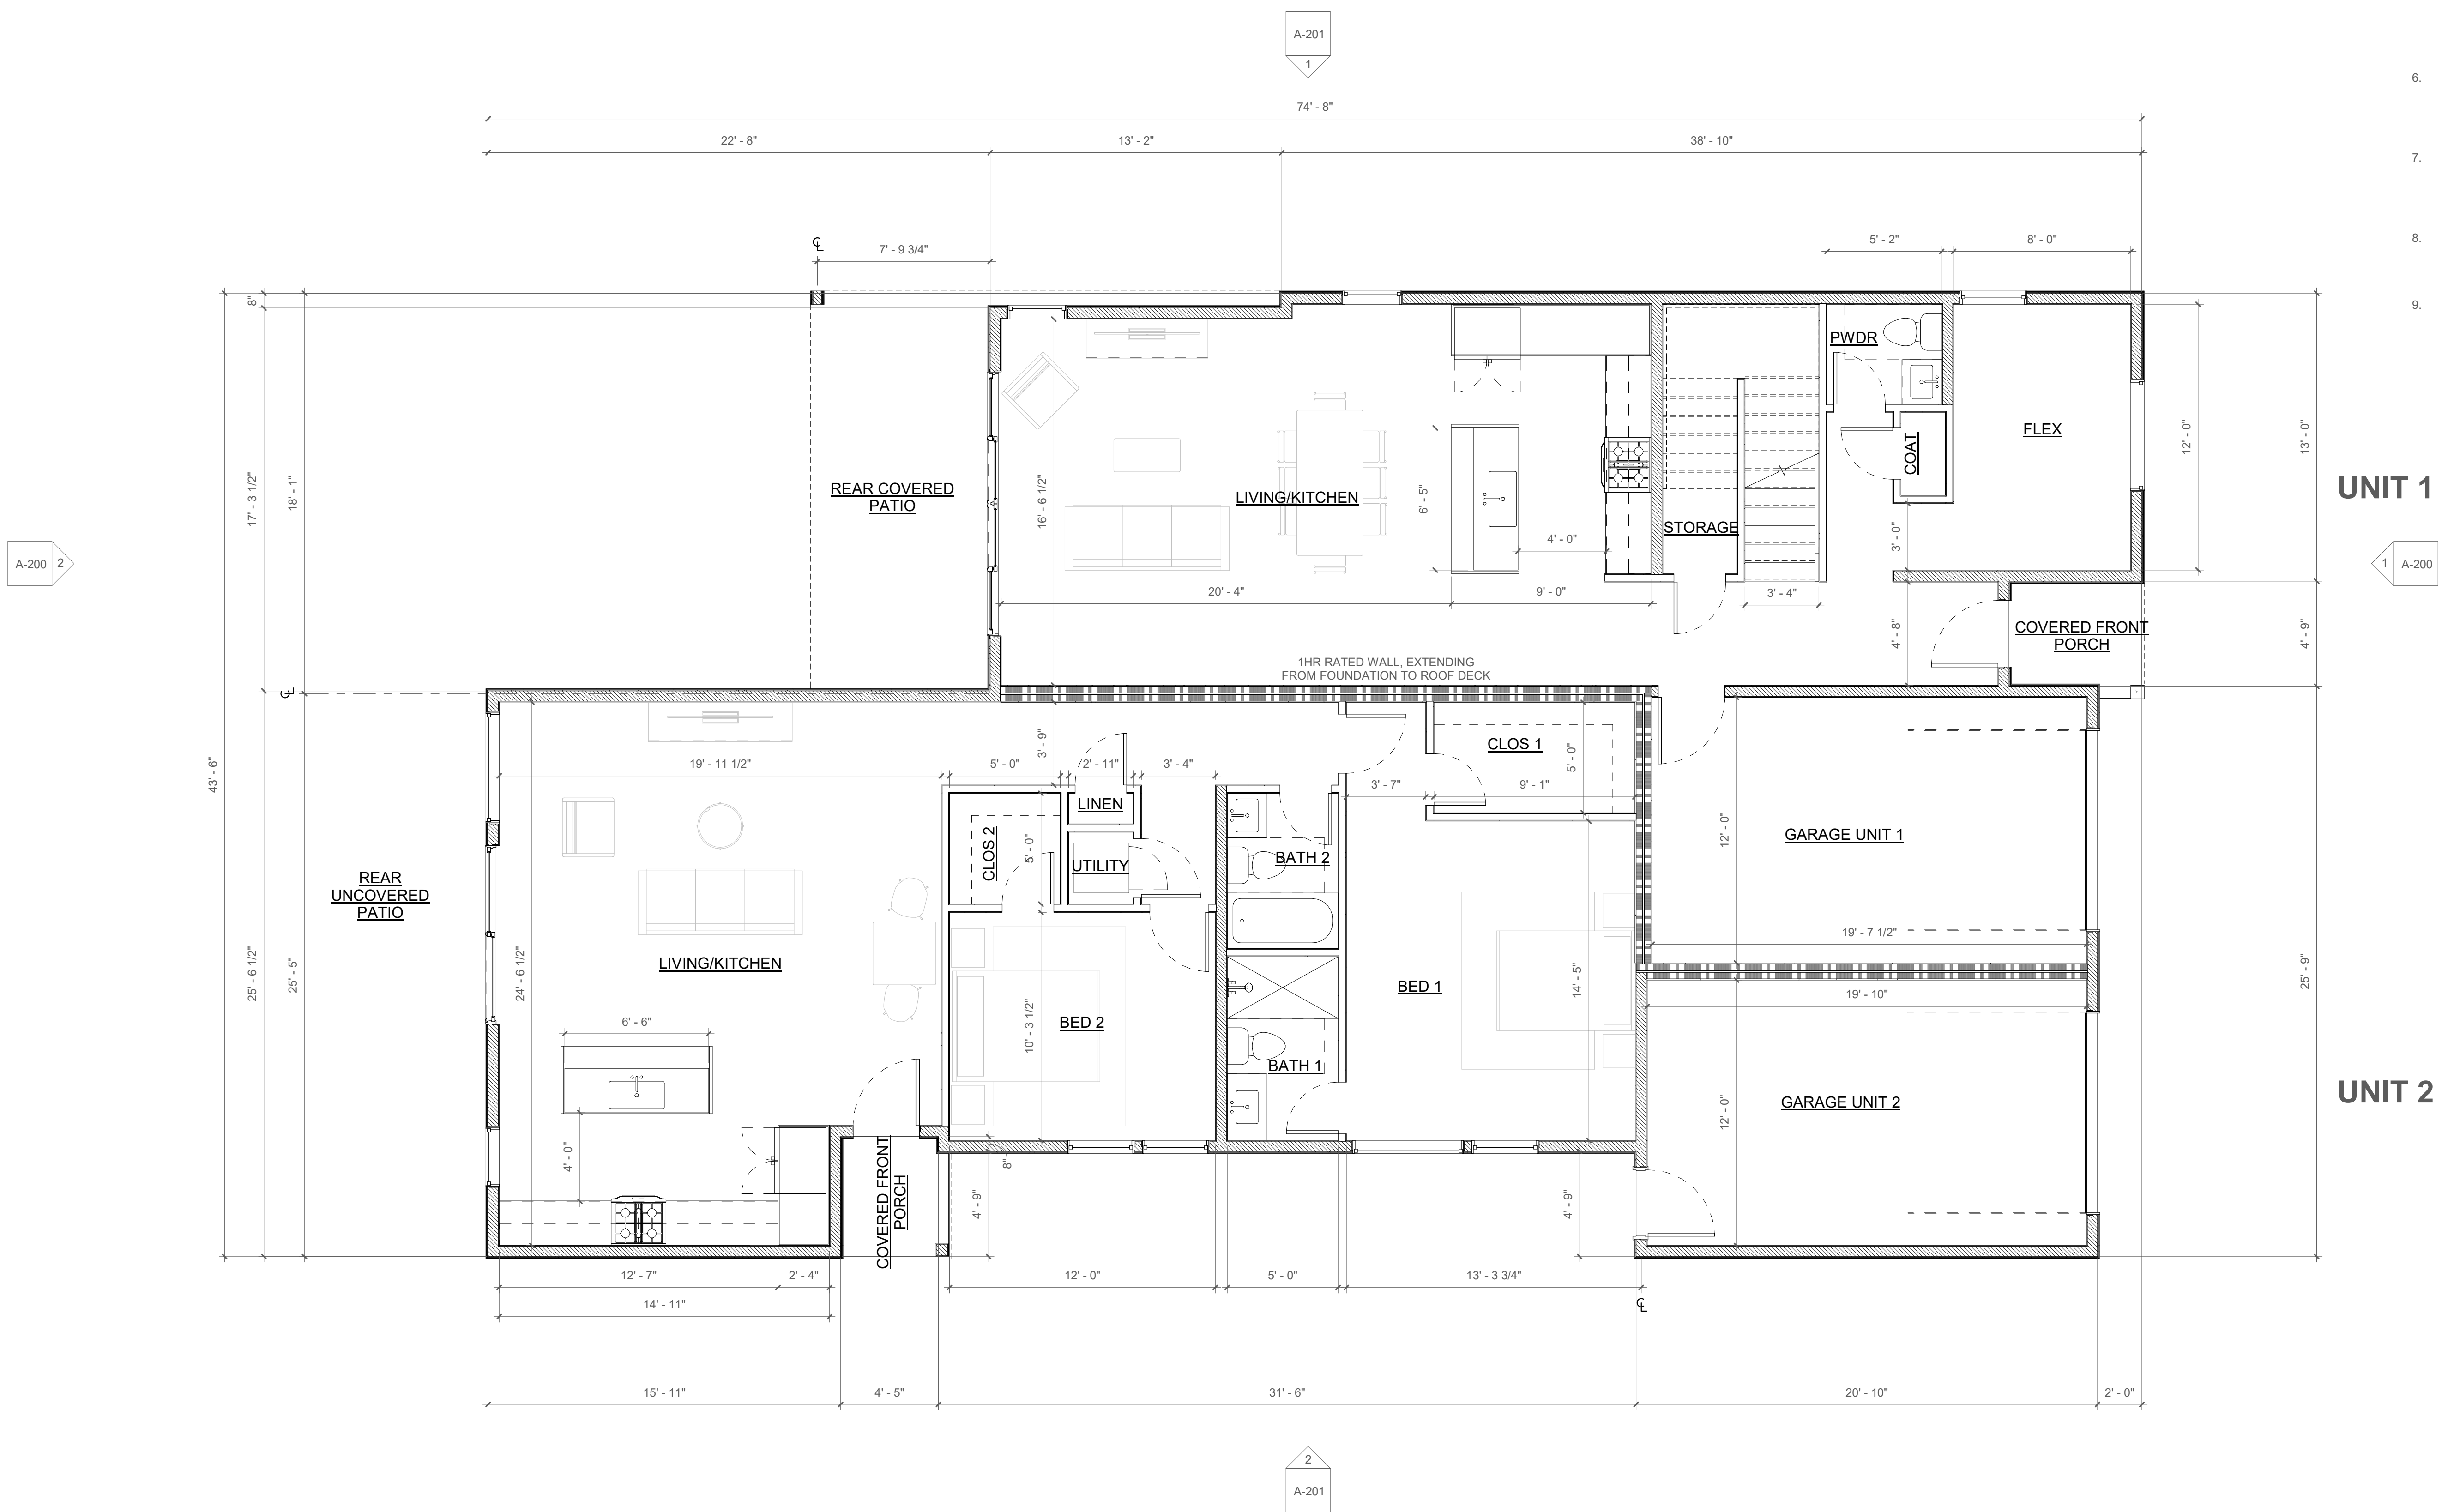 A-201
1
6.
74' - 8"
22' - 8"
13' - 2"
38' - 10"
7.
℄
7' - 9 3/4"
5' - 2"
8' - 0"
8.
8"
9.
PWDR
FLEX
COAT
12' - 0"
13' - 0"
17' - 3 1/2"
18' - 1"
REAR COVERED
PATIO
16' - 6 1/2"
LIVING/KITCHEN
6' - 5"
UNIT 1
STORAGE
4' - 0"
3' - 0"
A-200
2
1
A-200
20' - 4"
9' - 0"
3' - 4"
4' - 8"
COVERED FRONT
PORCH
4' - 9"
1HR RATED WALL, EXTENDING
FROM FOUNDATION TO ROOF DECK
℄
43' - 6"
3' - 9"
CLOS 1
5' - 0"
19' - 11 1/2"
5' - 0"
2' - 11"
3' - 4"
3' - 7"
9' - 1"
LINEN
CLOS 2
5' - 0"
UTILITY
BATH 2
12' - 0"
GARAGE UNIT 1
REAR
UNCOVERED
PATIO
19' - 7 1/2"
25' - 6 1/2"
25' - 5"
24' - 6 1/2"
LIVING/KITCHEN
BED 1
14' - 5"
19' - 10"
25' - 9"
6' - 6"
10' - 3 1/2"
BED 2
BATH 1
UNIT 2
GARAGE UNIT 2
12' - 0"
4' - 0"
COVERED FRONT
PORCH
8"
4' - 9"
4' - 9"
12' - 7"
2' - 4"
12' - 0"
5' - 0"
13' - 3 3/4"
14' - 11"
℄
15' - 11"
4' - 5"
31' - 6"
20' - 10"
2' - 0"
2
A-201